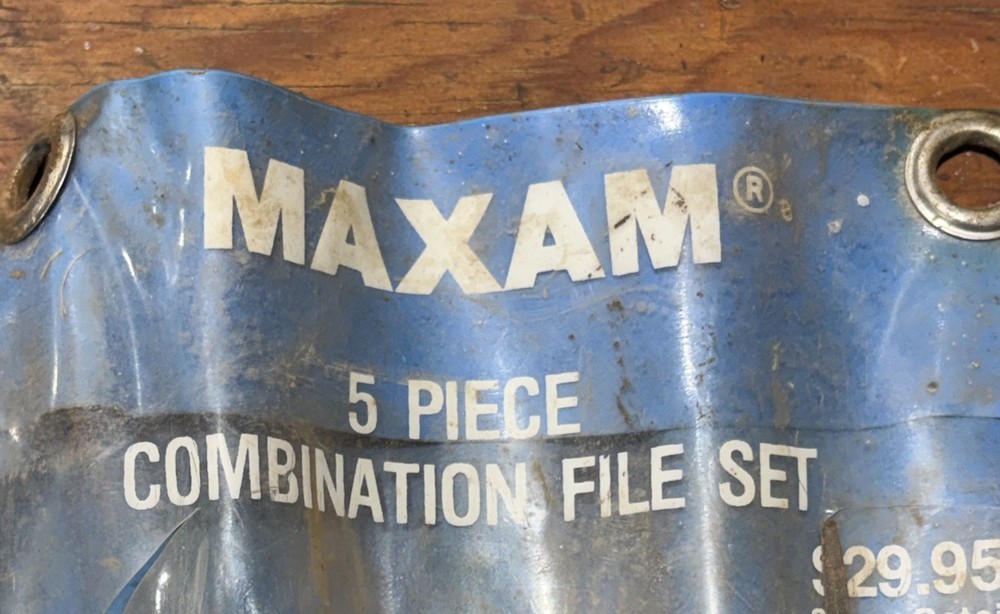 MAXAM®
5 PIECE
COMBINATION FILE SET
$29.95